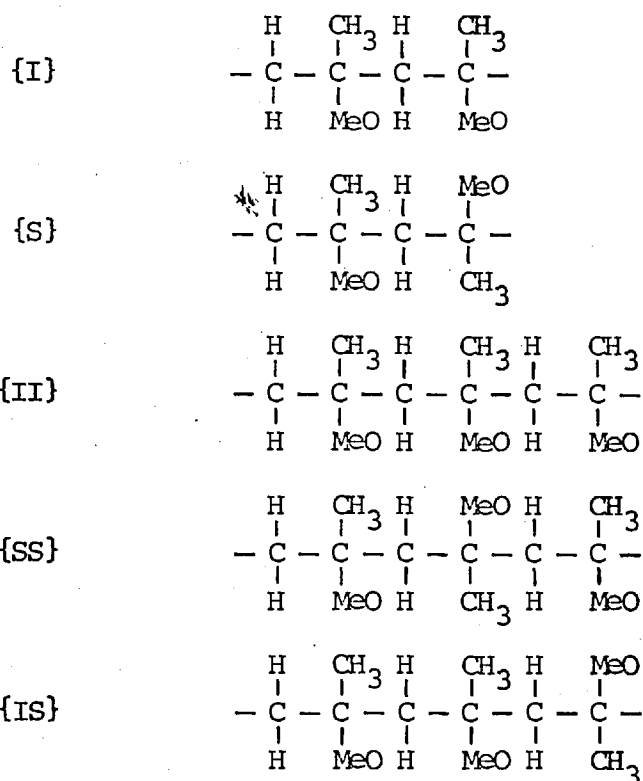 H CH3 H CH3
{I} – C – C – C – C –
H MeO H MeO
H CH3 H MeO
{S} – C – C – C – C –
H MeO H CH3
H CH3 H CH3 H CH3
{II} – C – C – C – C – C – C –
H MeO H MeO H MeO
H CH3 H MeO H CH3
{SS} – C – C – C – C – C – C –
H MeO H CH3 H MeO
H CH3 H CH3 H MeO
{IS} – C – C – C – C – C – C –
H MeO H MeO H CH3